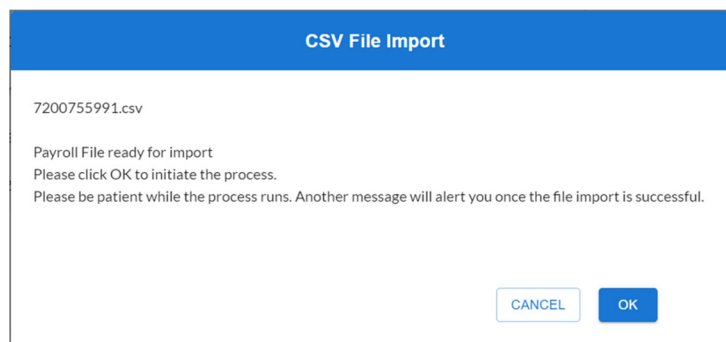 CSV File Import
7200755991.csv
Payroll File ready for import
Please click OK to initiate the process.
Please be patient while the process runs. Another message will alert you once the file import is successful.
CANCEL
OK